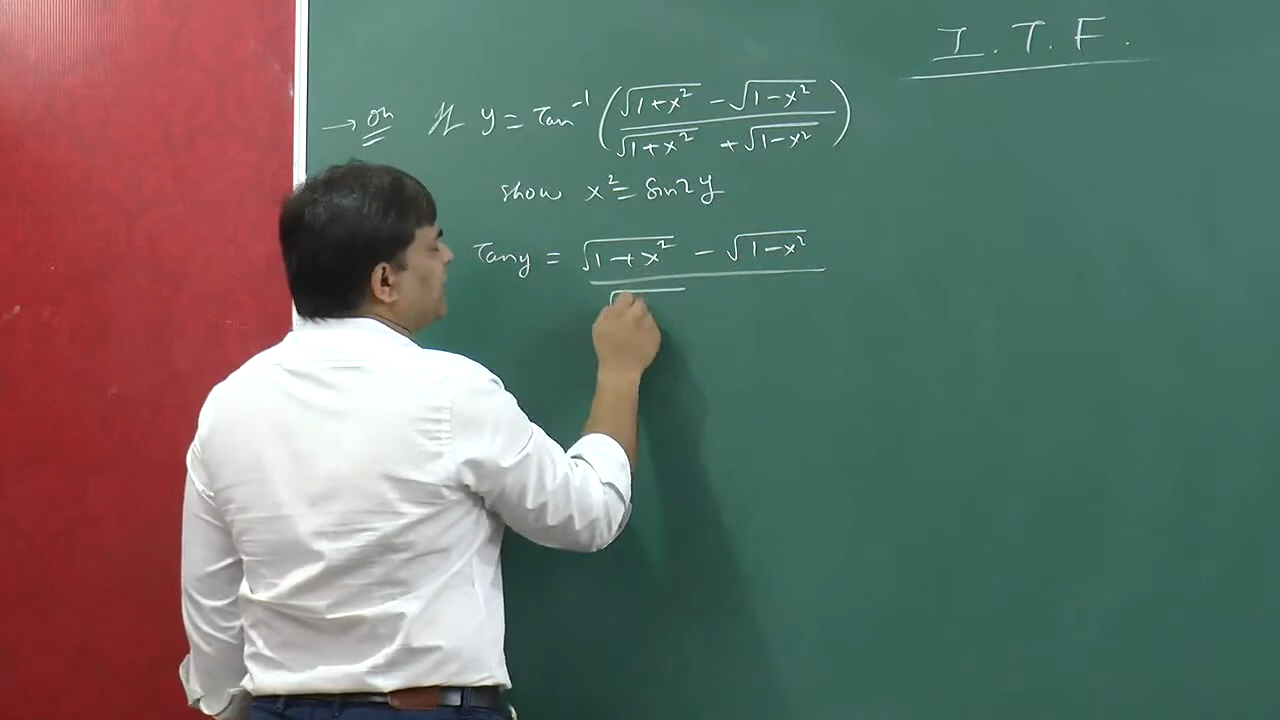 I.T.F.
→ Qn If y = Tan⁻¹ (√(1+x²) − √(1−x²) / √(1+x²) + √(1−x²))
show x² = Sin2y
Tany = √(1+x²) − √(1−x²)